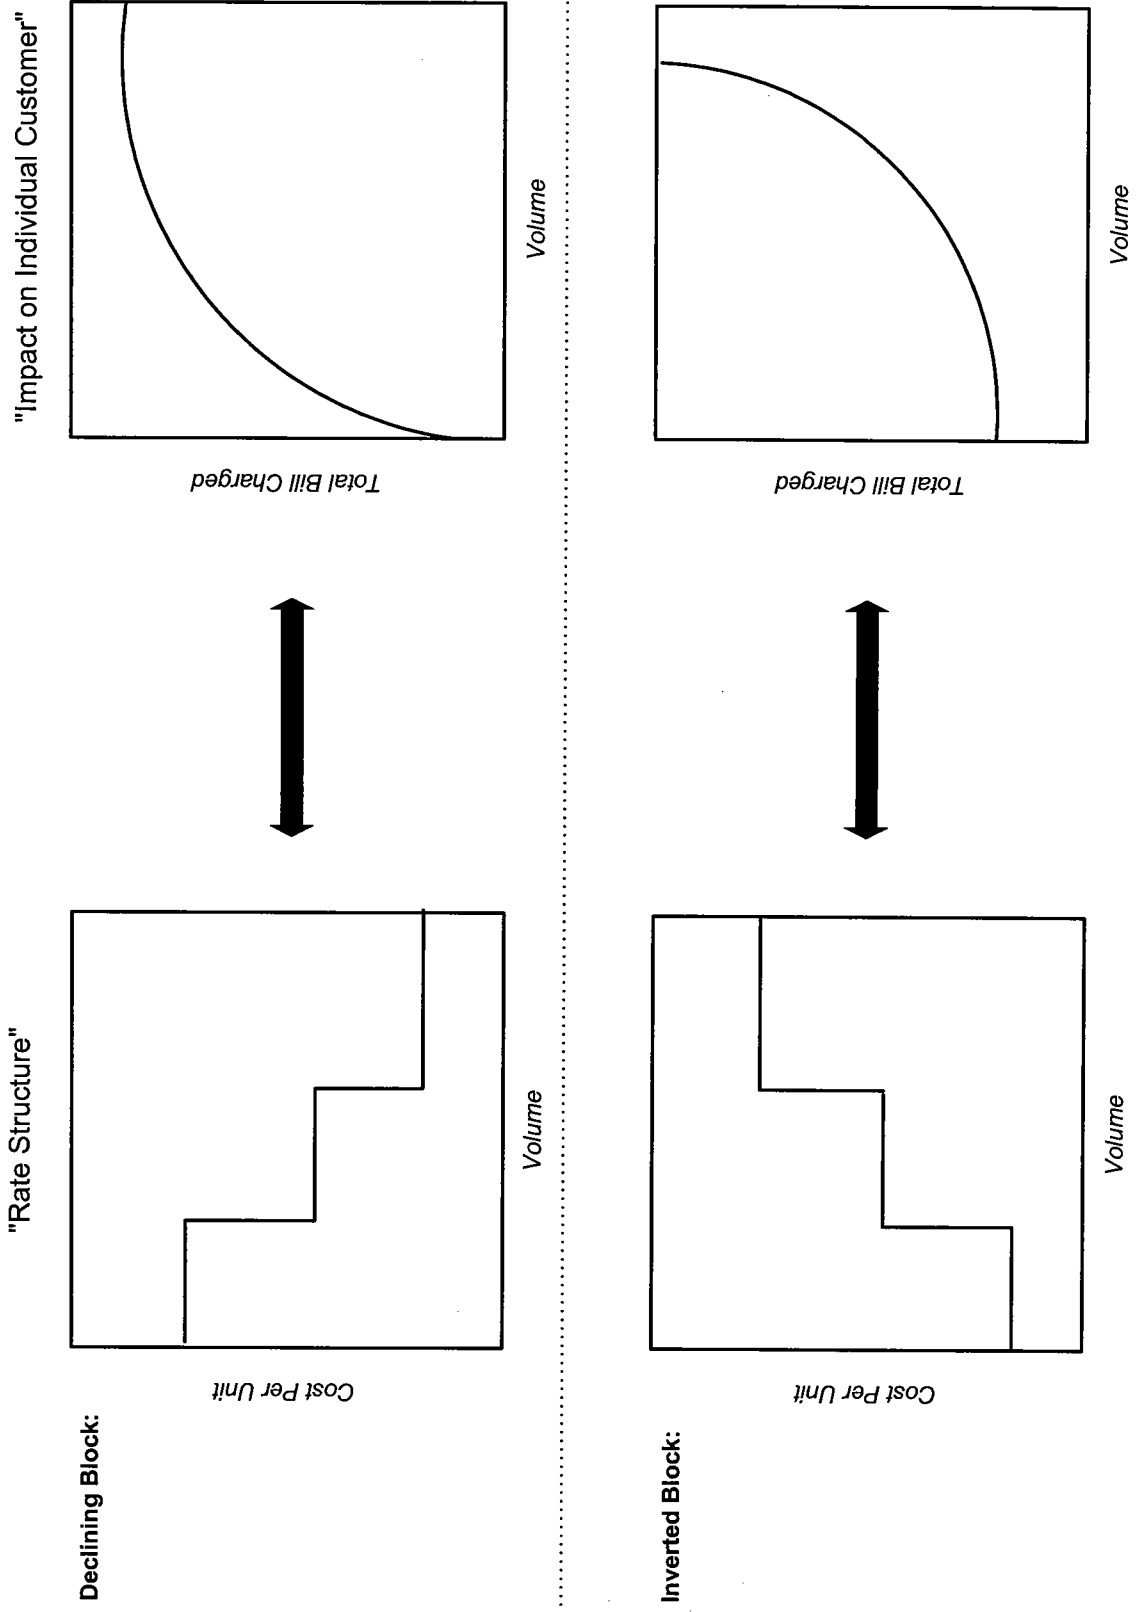 "Rate Structure"
"Impact on Individual Customer"
Declining Block:
Cost Per Unit
Volume
Total Bill Charged
Volume
Inverted Block:
Cost Per Unit
Volume
Total Bill Charged
Volume